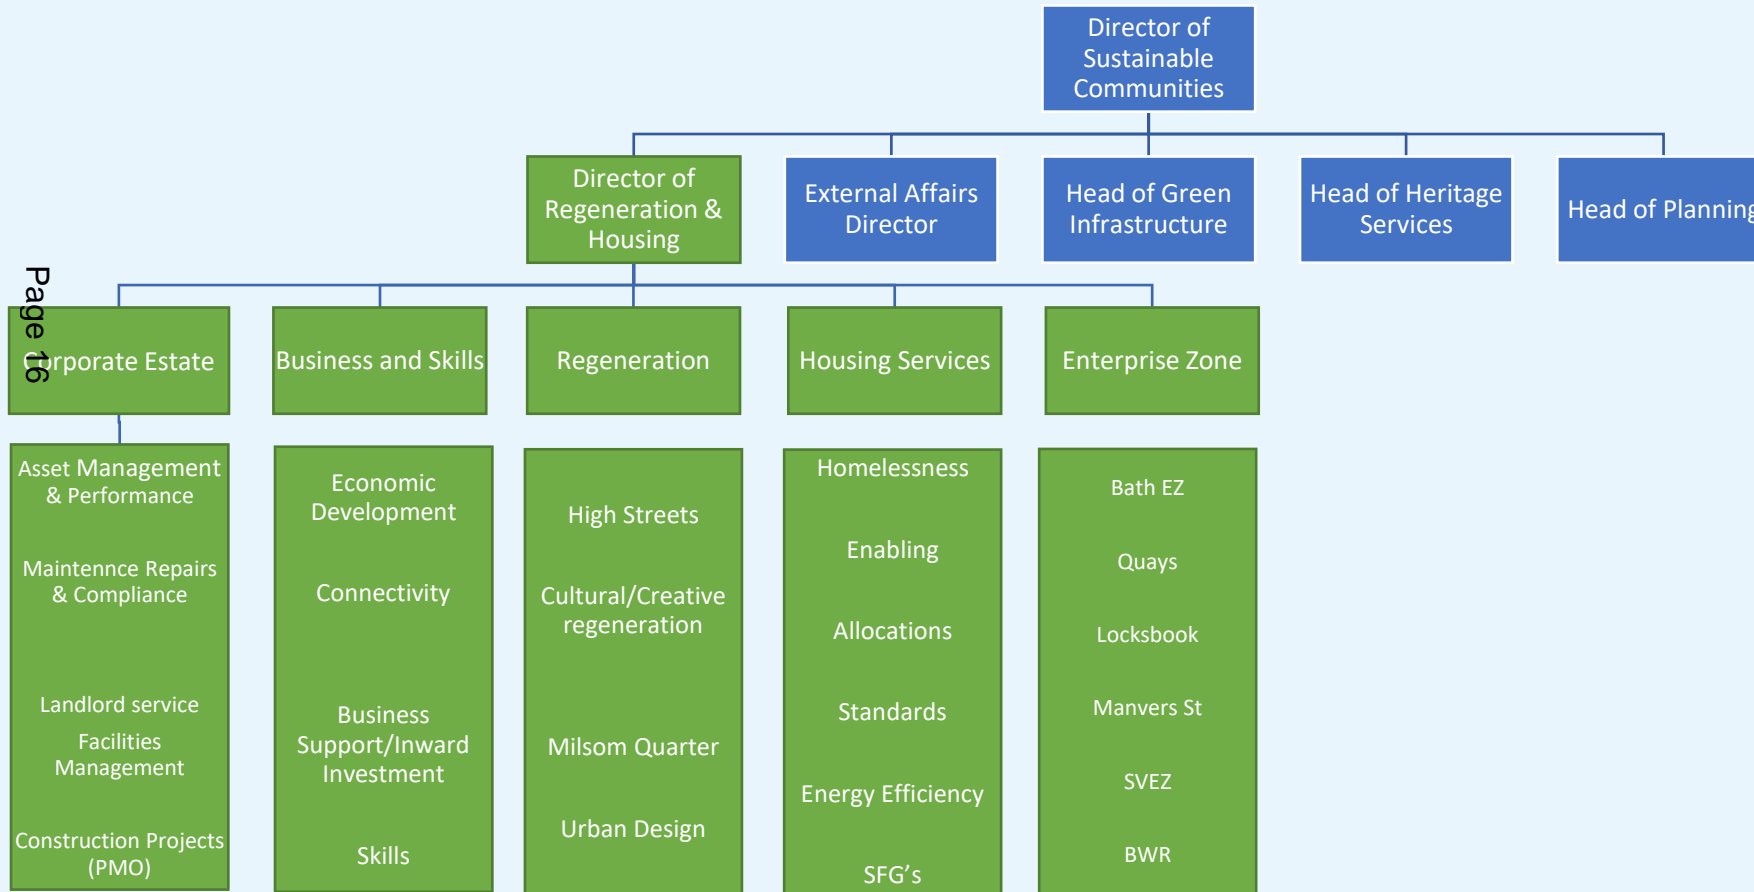 Director of
Sustainable
Communities
Director of
Regeneration &
Housing
External Affairs
Director
Head of Green
Infrastructure
Head of Heritage
Services
Head of Planning
Page 16
Corporate Estate
Business and Skills
Regeneration
Housing Services
Enterprise Zone
Asset Management
& Performance
Maintennce Repairs
& Compliance
Landlord service
Facilities
Management
Construction Projects
(PMO)
Economic
Development
Connectivity
Business
Support/Inward
Investment
Skills
High Streets
Cultural/Creative
regeneration
Milsom Quarter
Urban Design
Homelessness
Enabling
Allocations
Standards
Energy Efficiency
SFG's
Bath EZ
Quays
Locksbook
Manvers St
SVEZ
BWR